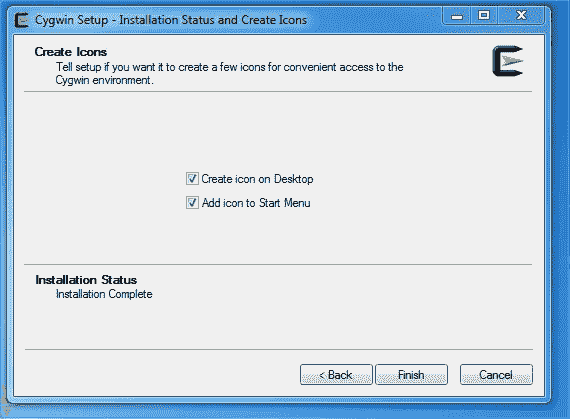 Cygwin Setup - Installation Status and Create Icons
Create Icons
Tell setup if you want it to create a few icons for convenient access to the
Cygwin environment.
Create icon on Desktop
Add icon to Start Menu
Installation Status
Installation Complete
< Back Finish Cancel